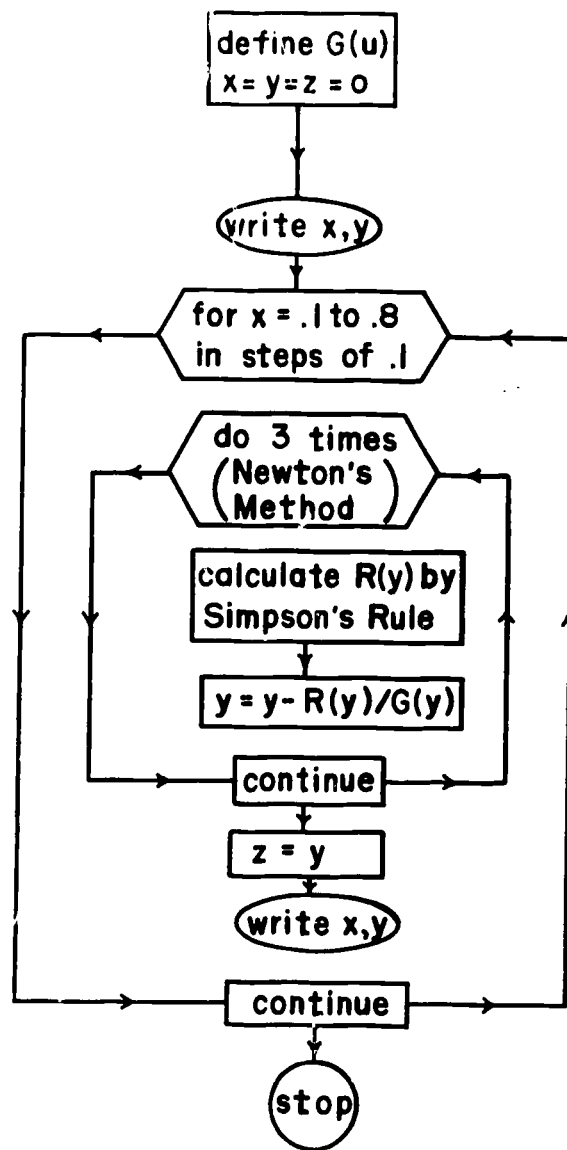 define G(u)
x=y=z=0
write x,y
for x = .1 to .8
in steps of .1
do 3 times
(Newton's
Method)
calculate R(y) by
Simpson's Rule
y = y - R(y)/G(y)
continue
z = y
write x,y
continue
stop